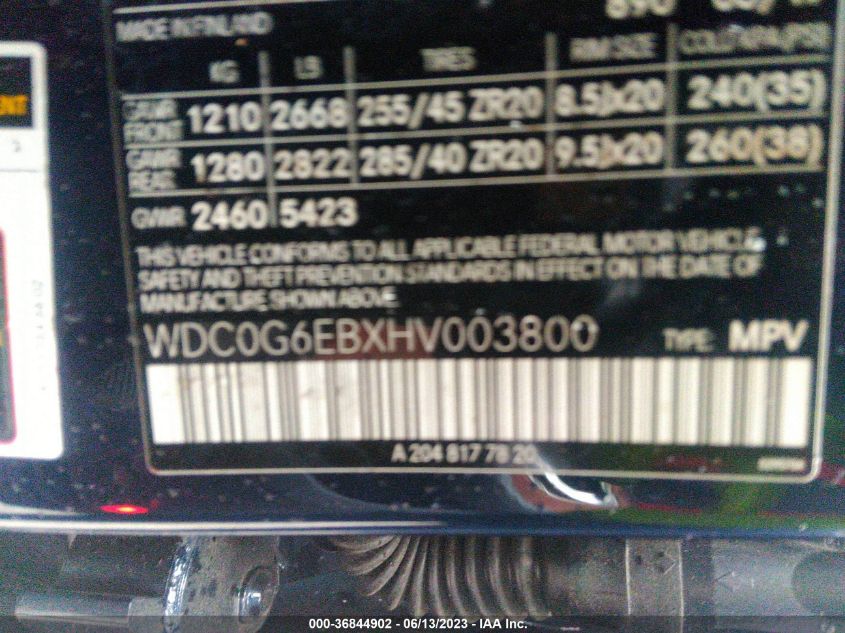 MADE IN FINLAND
KG LB TIRES RIM SIZE COLD KPA/(PSI)
ENT
GAWR FRONT 1210 2668 255/45 ZR20 8.5Jx20 240(35)
GAWR REAR 1280 2822 285/40 ZR20 9.5Jx20 260(38)
GVWR 2460 5423
THIS VEHICLE CONFORMS TO ALL APPLICABLE FEDERAL MOTOR VEHICLE
SAFETY AND THEFT PREVENTION STANDARDS IN EFFECT ON THE DATE OF
MANUFACTURE SHOWN ABOVE.
WDC0G6EBXHV003800 TYPE: MPV
A 204 817 78 20
000-36844902 - 06/13/2023 - IAA Inc.